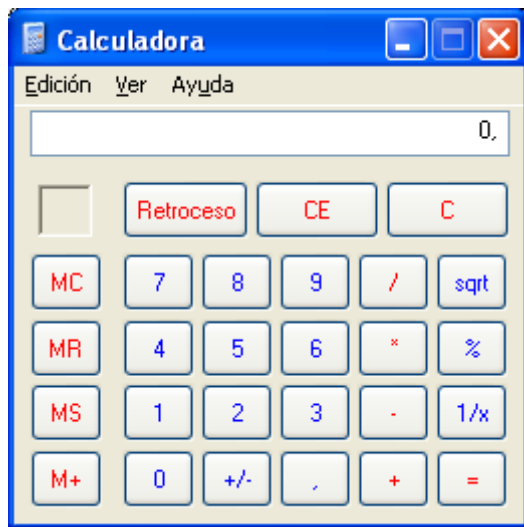 Calculadora
Edición Ver Ayuda
0,
Retroceso CE C
MC 7 8 9 / sqrt
MR 4 5 6 * %
MS 1 2 3 - 1/x
M+ 0 +/- , + =